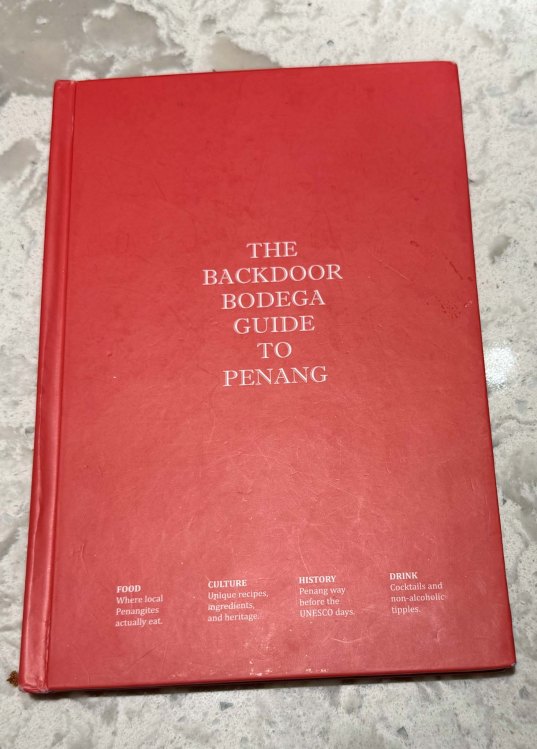 THE
BACKDOOR
BODEGA
GUIDE
TO
PENANG
FOOD
Where local
Penangites
actually eat.
CULTURE
Unique recipes,
ingredients,
and heritage.
HISTORY
Penang way
before the
UNESCO days.
DRINK
Cocktails and
non-alcoholic
tipples.